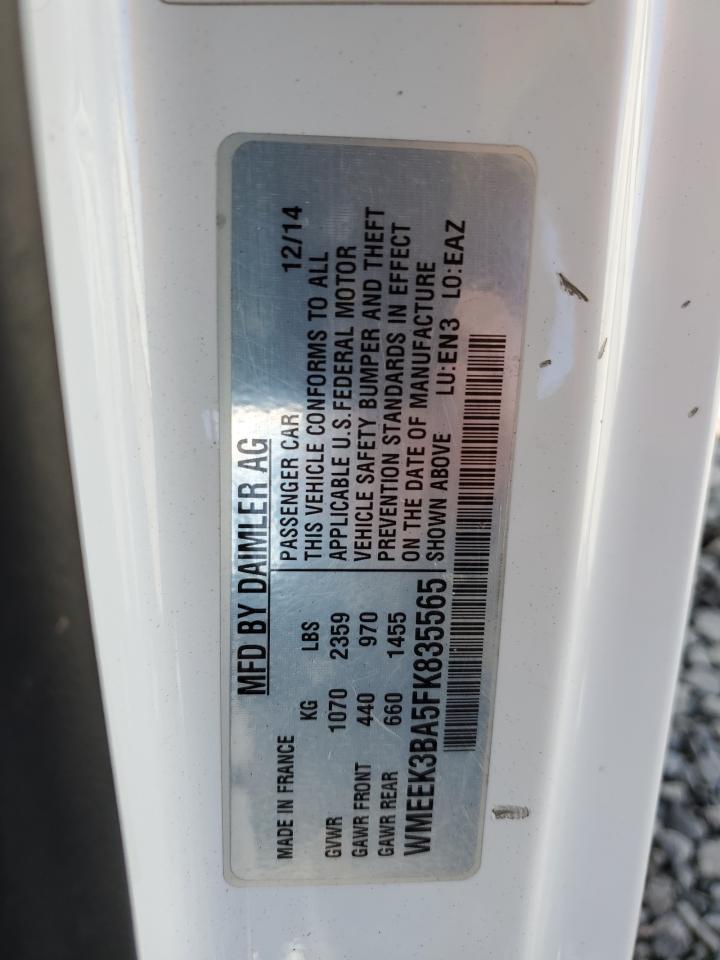 MFD BY DAIMLER AG
MADE IN FRANCE
KG LBS
GVWR 1070 2359
GAWR FRONT 440 970
GAWR REAR 660 1455
PASSENGER CAR 12/14
THIS VEHICLE CONFORMS TO ALL
APPLICABLE U.S. FEDERAL MOTOR
VEHICLE SAFETY BUMPER AND THEFT
PREVENTION STANDARDS IN EFFECT
ON THE DATE OF MANUFACTURE
SHOWN ABOVE LU:EN3 LO:EAZ
WMEEK3BA5FK835565